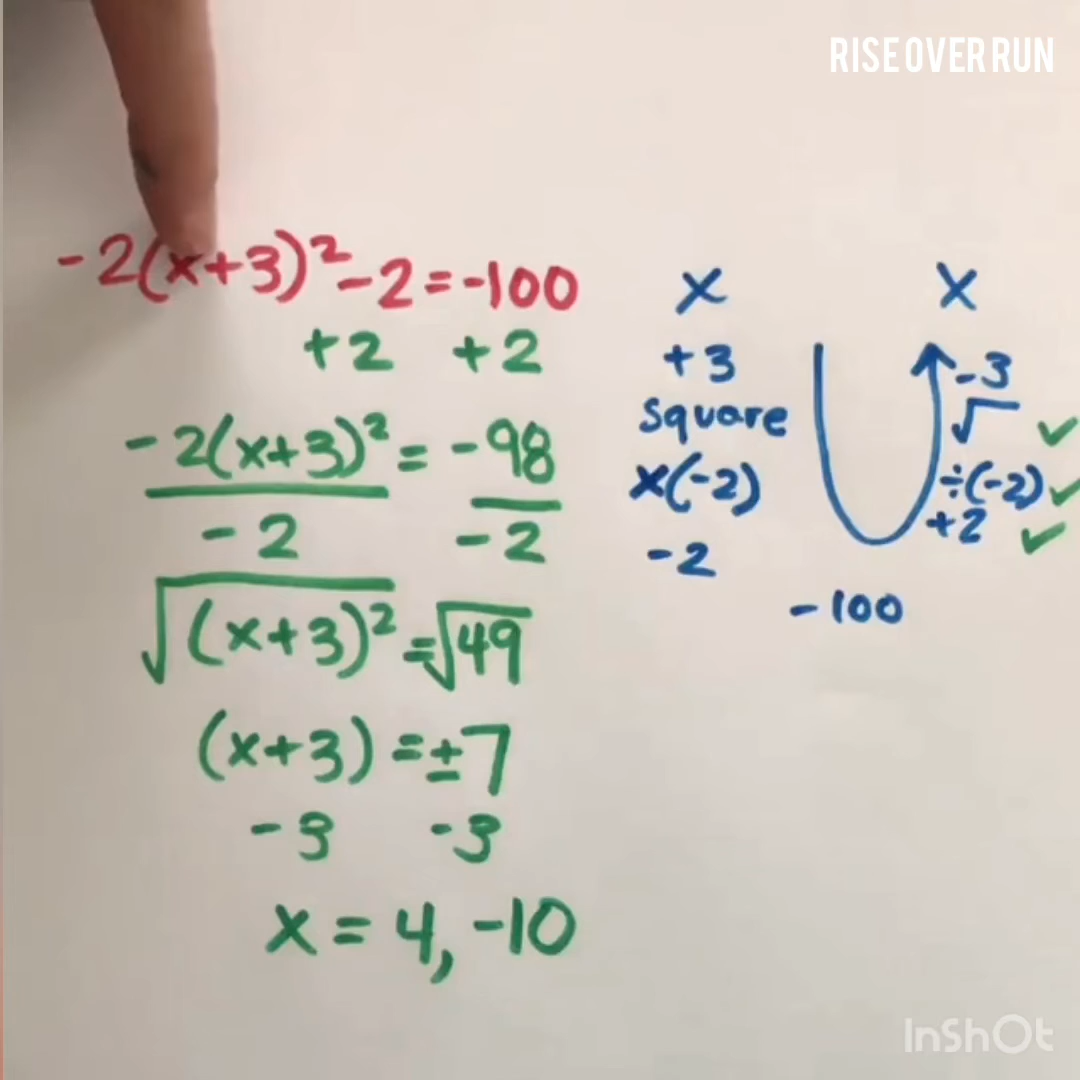 RISE OVER RUN
-2(x+3)²-2=-100
+2 +2
-2(x+3)² = -98
-2 -2
√(x+3)² = √49
(x+3) = ±7
-3 -3
x = 4, -10
x
+3
square
x(-2)
-2
-100
x
-3
√ ✓
÷(-2) ✓
+2 ✓
InShOt